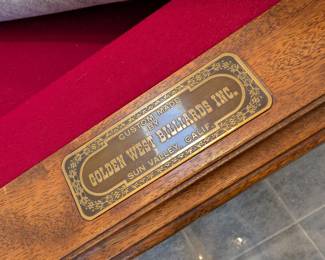 CUSTOM MADE
BY
GOLDEN WEST BILLIARDS INC.
SUN VALLEY, CALIF.